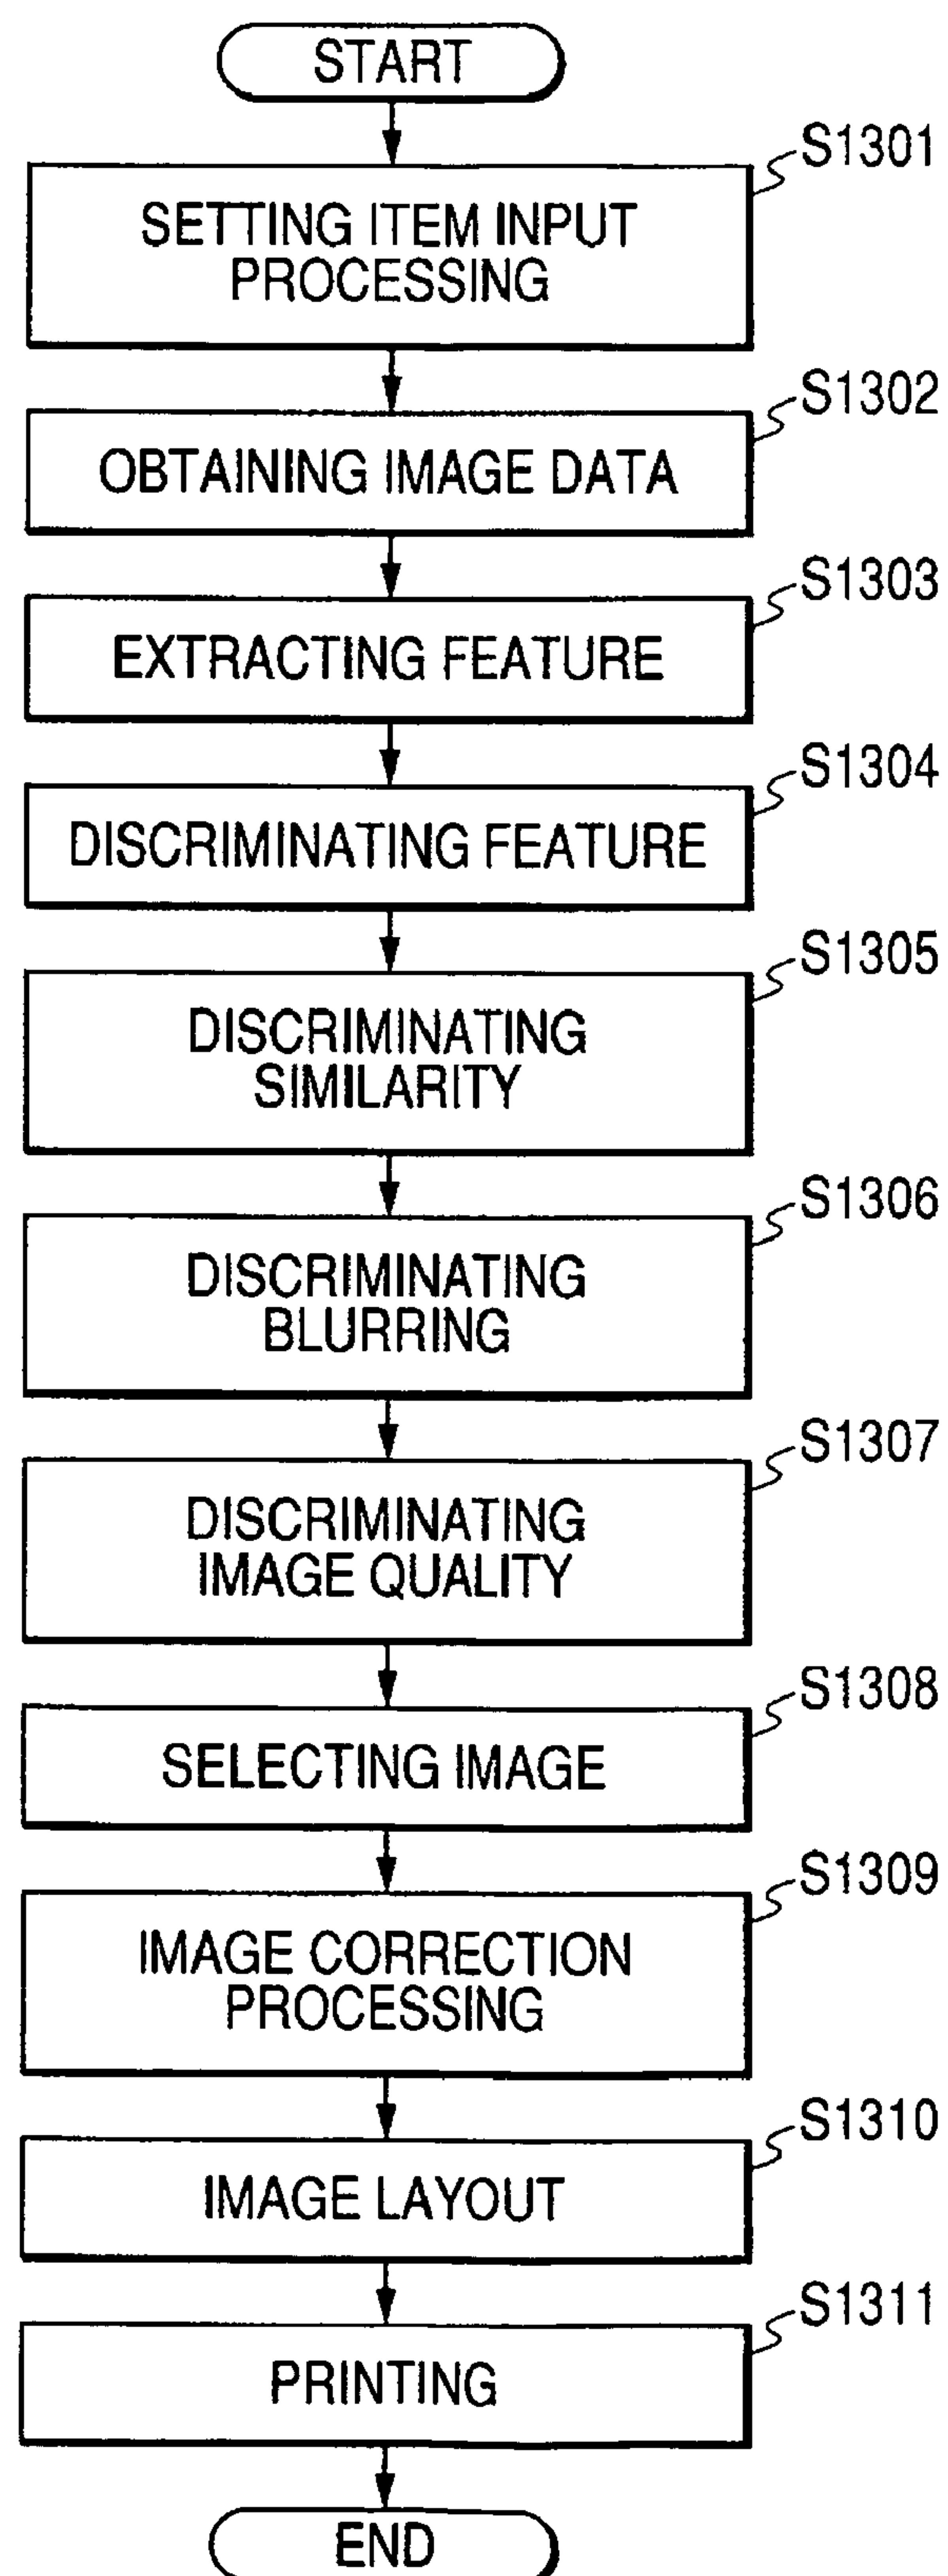 START
S1301
SETTING ITEM INPUT
PROCESSING
S1302
OBTAINING IMAGE DATA
S1303
EXTRACTING FEATURE
S1304
DISCRIMINATING FEATURE
S1305
DISCRIMINATING
SIMILARITY
S1306
DISCRIMINATING
BLURRING
S1307
DISCRIMINATING
IMAGE QUALITY
S1308
SELECTING IMAGE
S1309
IMAGE CORRECTION
PROCESSING
S1310
IMAGE LAYOUT
S1311
PRINTING
END